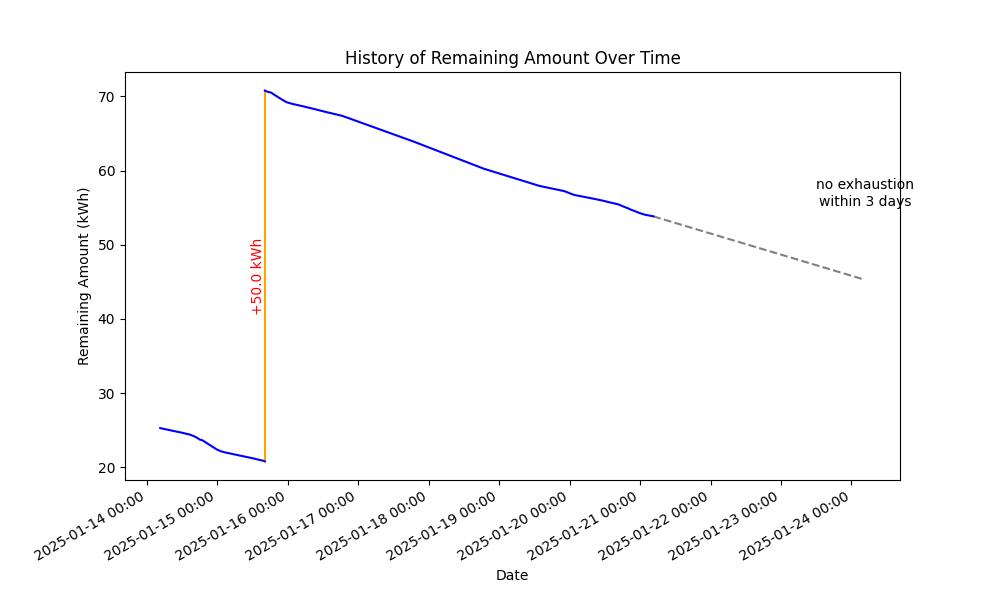 History of Remaining Amount Over Time
Remaining Amount (kWh)
70
60
50
40
30
20
+50.0 kWh
no exhaustion
within 3 days
2025-01-14 00:00
2025-01-15 00:00
2025-01-16 00:00
2025-01-17 00:00
2025-01-18 00:00
2025-01-19 00:00
2025-01-20 00:00
2025-01-21 00:00
2025-01-22 00:00
2025-01-23 00:00
2025-01-24 00:00
Date